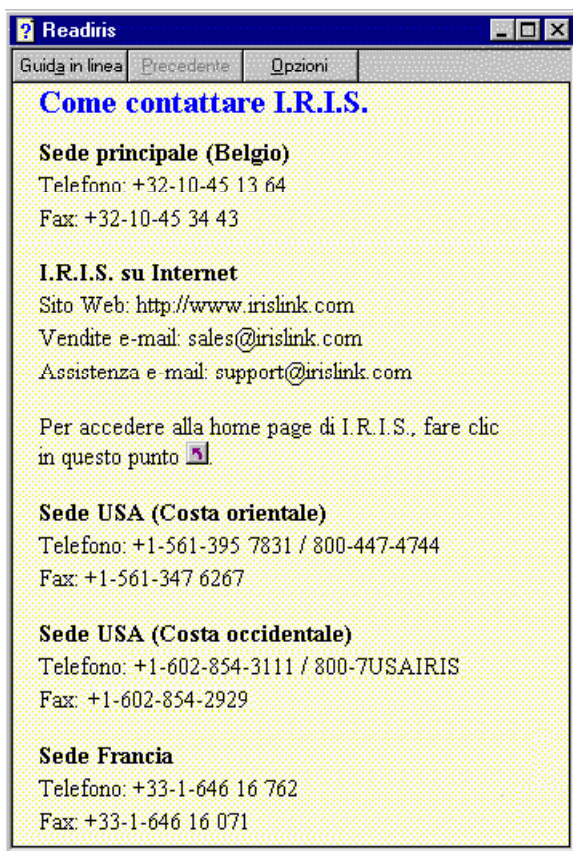 Readiris
Guida in linea Precedente Opzioni
Come contattare I.R.I.S.
Sede principale (Belgio)
Telefono: +32-10-45 13 64
Fax: +32-10-45 34 43
I.R.I.S. su Internet
Sito Web: http://www.irislink.com
Vendite e-mail: sales@irislink.com
Assistenza e-mail: support@irislink.com
Per accedere alla home page di I.R.I.S., fare clic
in questo punto .
Sede USA (Costa orientale)
Telefono: +1-561-395 7831 / 800-447-4744
Fax: +1-561-347 6267
Sede USA (Costa occidentale)
Telefono: +1-602-854-3111 / 800-7USAIRIS
Fax: +1-602-854-2929
Sede Francia
Telefono: +33-1-646 16 762
Fax: +33-1-646 16 071